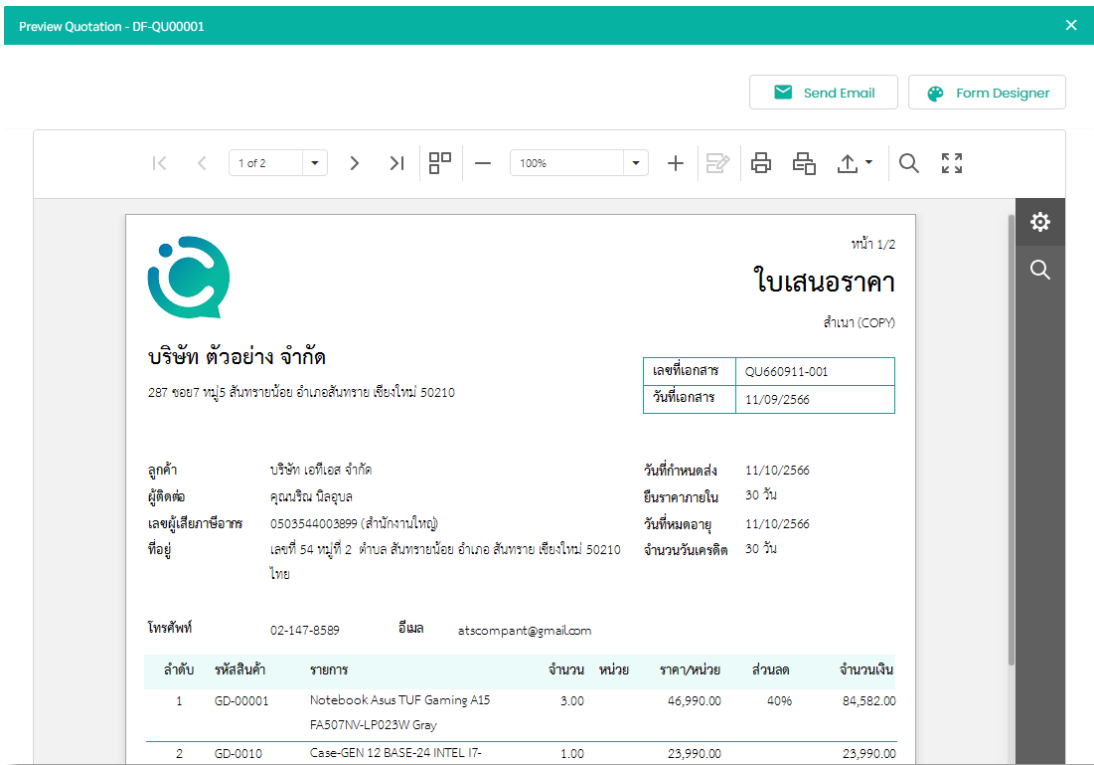 Preview Quotation - DF-QU00001
Send Email
Form Designer
1 of 2
100%
หน้า 1/2
ใบเสนอราคา
สำเนา (COPY)
บริษัท ตัวอย่าง จำกัด
287 ซอย7 หมู่5 สันทรายน้อย อำเภอสันทราย เชียงใหม่ 50210
เลขที่เอกสาร QU660911-001
วันที่เอกสาร 11/09/2566
ลูกค้า บริษัท เอทีเอส จำกัด วันที่กำหนดส่ง 11/10/2566
ผู้ติดต่อ คุณบริณ นิลอุบล ยืนราคาภายใน 30 วัน
เลขผู้เสียภาษีอากร 0503544003899 (สำนักงานใหญ่) วันที่หมดอายุ 11/10/2566
ที่อยู่ เลขที่ 54 หมู่ที่ 2 ตำบล สันทรายน้อย อำเภอ สันทราย เชียงใหม่ 50210 จำนวนวันเครดิต 30 วัน
ไทย
โทรศัพท์ 02-147-8589 อีเมล atscompant@gmail.com
ลำดับ รหัสสินค้า รายการ จำนวน หน่วย ราคา/หน่วย ส่วนลด จำนวนเงิน
1 GD-00001 Notebook Asus TUF Gaming A15 3.00 46,990.00 40% 84,582.00
FA507NV-LP023W Gray
2 GD-0010 Case-GEN 12 BASE-24 INTEL I7- 1.00 23,990.00 23,990.00